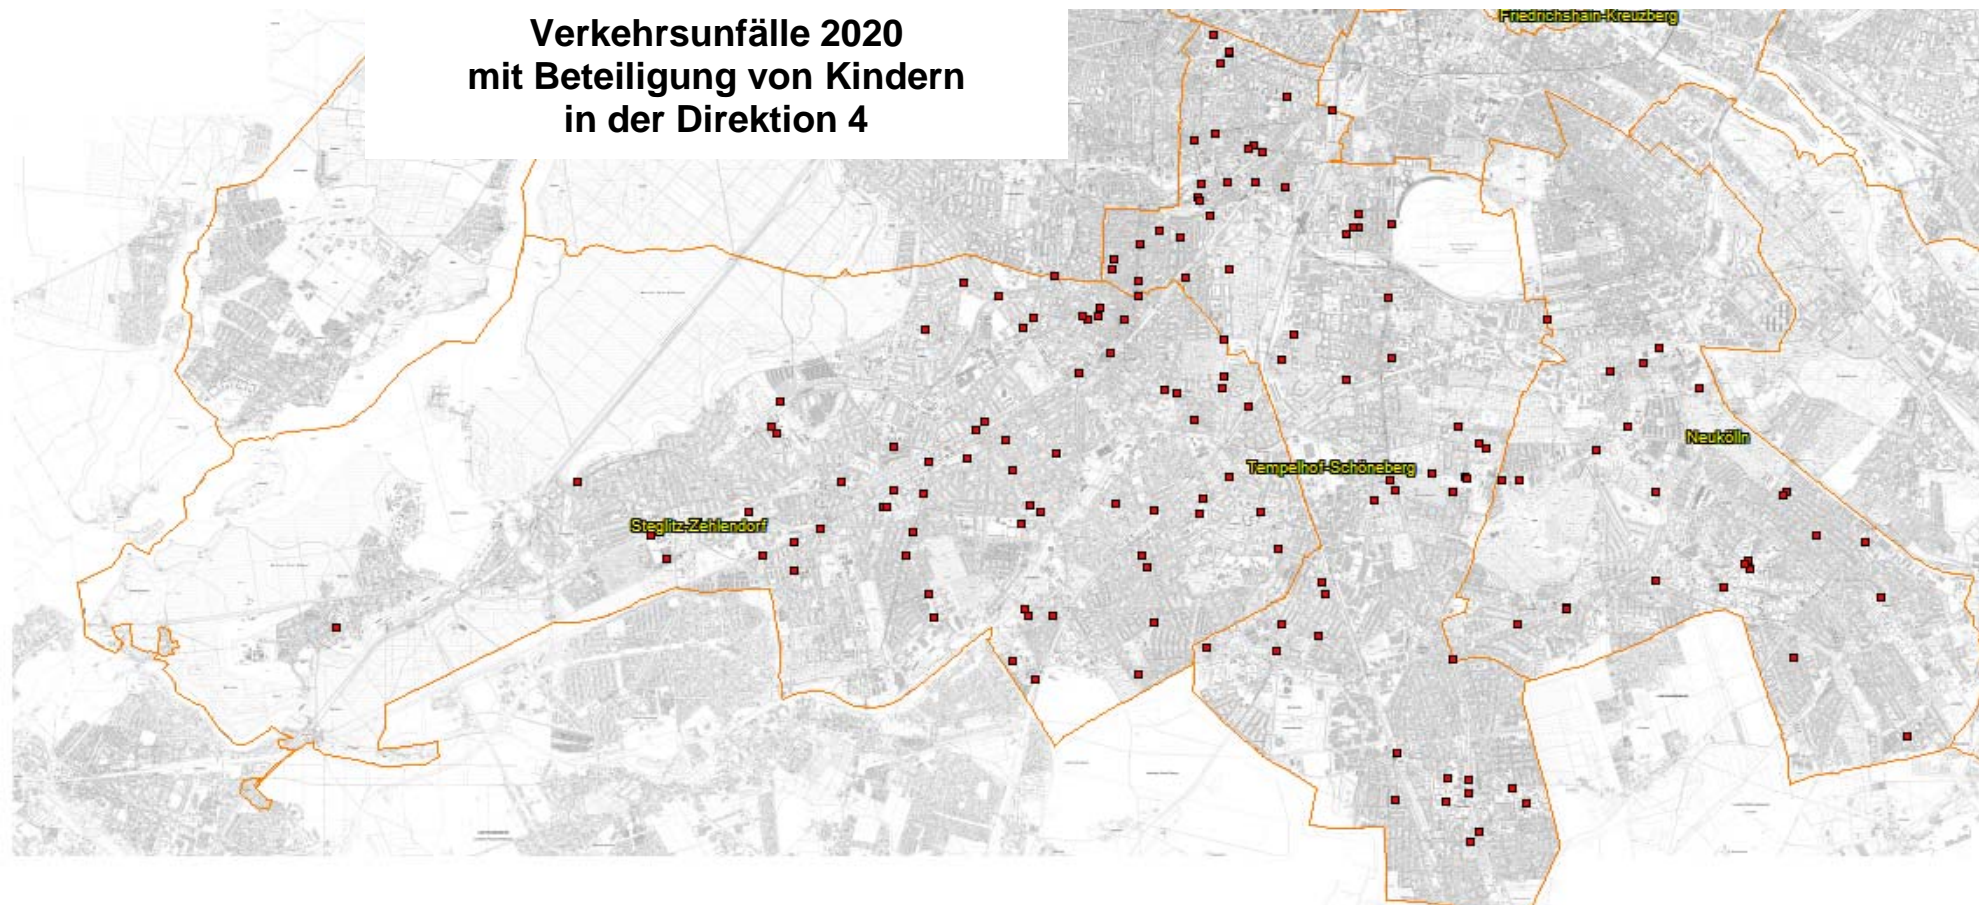 Verkehrsunfälle 2020
mit Beteiligung von Kindern
in der Direktion 4
Friedrichshain-Kreuzberg
Neukölln
Tempelhof-Schöneberg
Steglitz-Zehlendorf